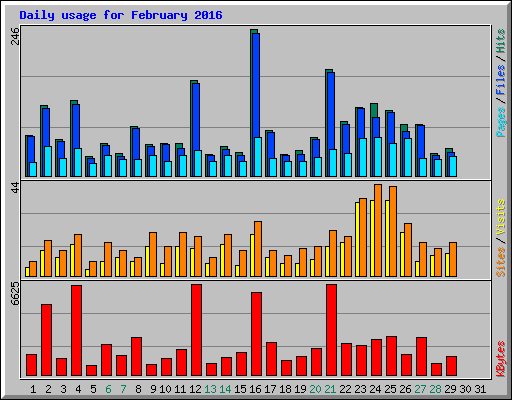 Daily usage for February 2016
246
Pages / Files / Hits
44
Sites / Visits
6625
KBytes
1 2 3 4 5 6 7 8 9 10 11 12 13 14 15 16 17 18 19 20 21 22 23 24 25 26 27 28 29 30 31